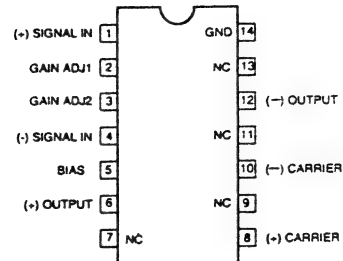 (+) SIGNAL IN 1
GND 14
GAIN ADJ1 2
NC 13
GAIN ADJ2 3
12 (−) OUTPUT
(-) SIGNAL IN 4
NC 11
BIAS 5
10 (−) CARRIER
(+) OUTPUT 6
NC 9
7 NC
8 (+) CARRIER